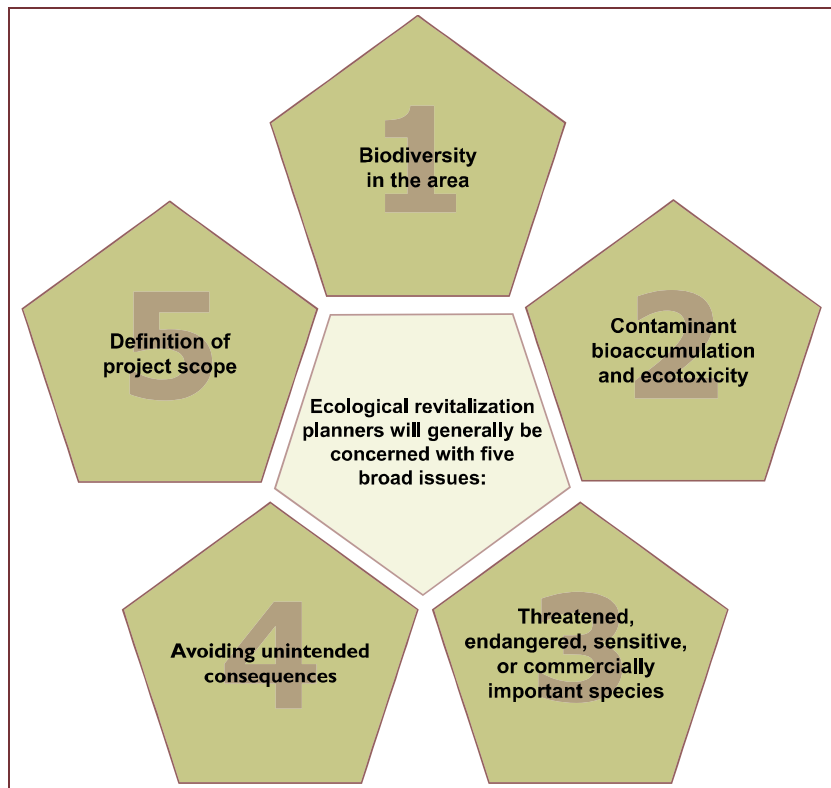 Ecological revitalization
planners will generally be
concerned with five
broad issues:
1
Biodiversity
in the area
2
Contaminant
bioaccumulation
and ecotoxicity
3
Threatened,
endangered, sensitive,
or commercially
important species
4
Avoiding unintended
consequences
5
Definition of
project scope